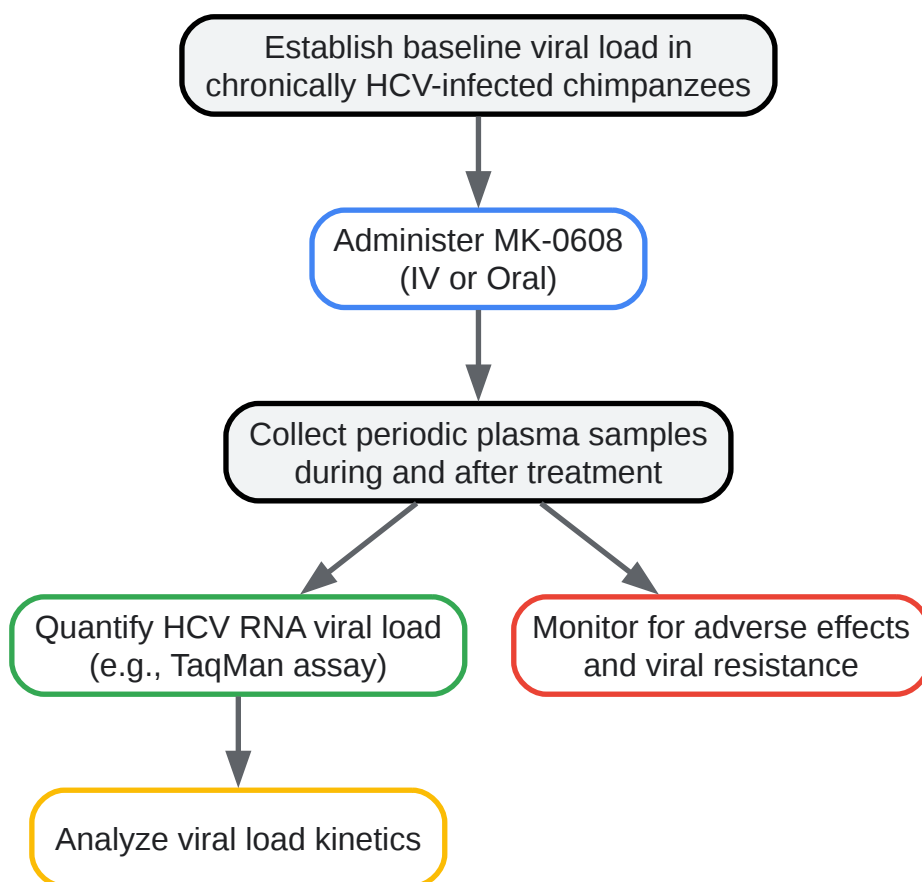 Establish baseline viral load in
chronically HCV-infected chimpanzees
Administer MK-0608
(IV or Oral)
Collect periodic plasma samples
during and after treatment
Quantify HCV RNA viral load
(e.g., TaqMan assay)
Monitor for adverse effects
and viral resistance
Analyze viral load kinetics